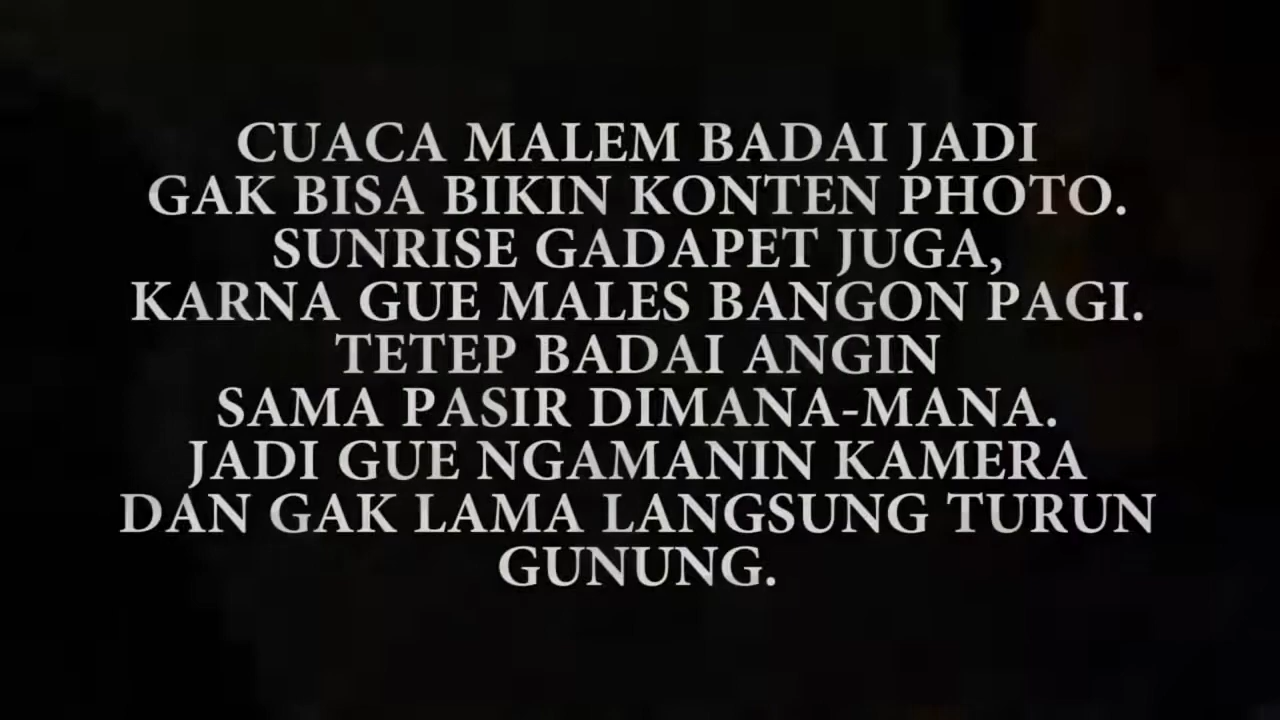 CUACA MALEM BADAI JADI
GAK BISA BIKIN KONTEN PHOTO.
SUNRISE GADAPET JUGA,
KARNA GUE MALES BANGON PAGI.
TETEP BADAI ANGIN
SAMA PASIR DIMANA-MANA.
JADI GUE NGAMANIN KAMERA
DAN GAK LAMA LANGSUNG TURUN
GUNUNG.